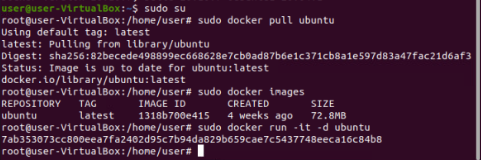 user@user-VirtualBox:~$ sudo su
root@user-VirtualBox:/home/user# sudo docker pull ubuntu
Using default tag: latest
latest: Pulling from library/ubuntu
Digest: sha256:82becede498899ec668628e7cb0ad87b6e1c371cb8a1e597d83a47fac21d6af3
Status: Image is up to date for ubuntu:latest
docker.io/library/ubuntu:latest
root@user-VirtualBox:/home/user# sudo docker images
REPOSITORY TAG IMAGE ID CREATED SIZE
ubuntu latest 1318b700e415 4 weeks ago 72.8MB
root@user-VirtualBox:/home/user# sudo docker run -it -d ubuntu
7ab353073cc800eea7fa2402d95c7b94da829b659cae7c5437748eeca16c84b8
root@user-VirtualBox:/home/user#